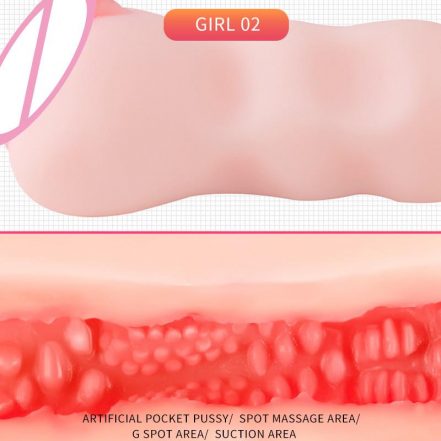 GIRL 02
ARTIFICIAL POCKET PUSSY/ SPOT MASSAGE AREA/
G SPOT AREA/ SUCTION AREA